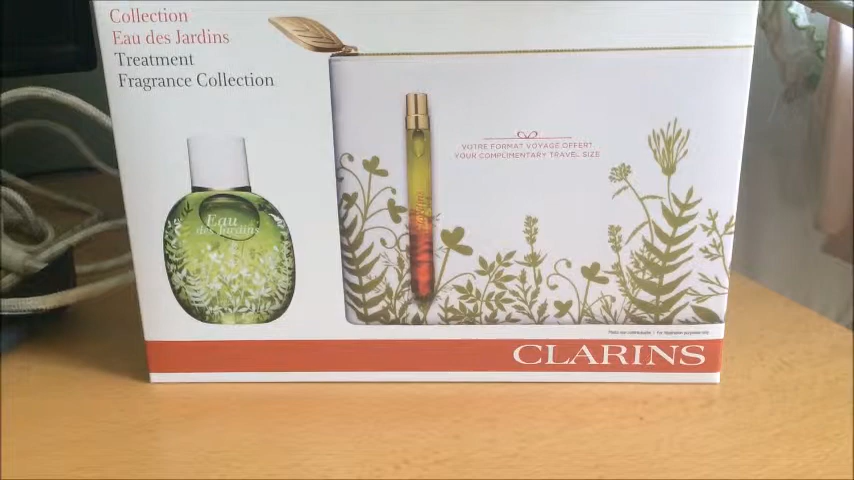 Collection
Eau des Jardins
Treatment
Fragrance Collection
VOTRE FORMAT VOYAGE OFFERT
YOUR COMPLIMENTARY TRAVEL SIZE
Eau
des Jardins
CLARINS